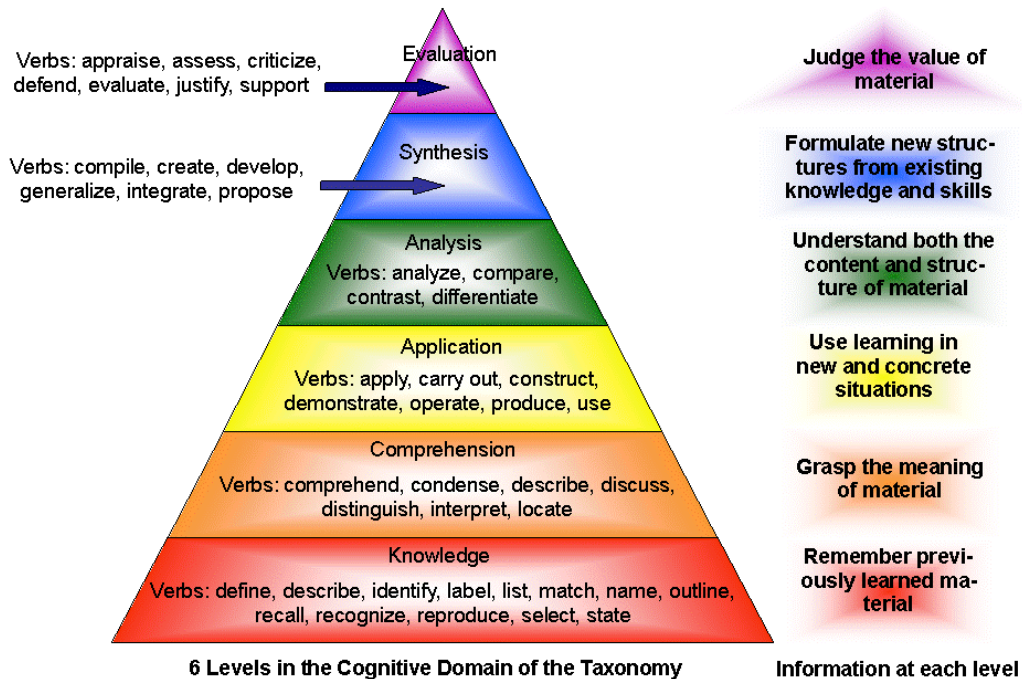 Evaluation
Verbs: appraise, assess, criticize,
defend, evaluate, justify, support
Judge the value of
material
Synthesis
Verbs: compile, create, develop,
generalize, integrate, propose
Formulate new struc-
tures from existing
knowledge and skills
Analysis
Verbs: analyze, compare,
contrast, differentiate
Understand both the
content and struc-
ture of material
Application
Verbs: apply, carry out, construct,
demonstrate, operate, produce, use
Use learning in
new and concrete
situations
Comprehension
Verbs: comprehend, condense, describe, discuss,
distinguish, interpret, locate
Grasp the meaning
of material
Knowledge
Verbs: define, describe, identify, label, list, match, name, outline,
recall, recognize, reproduce, select, state
Remember previ-
ously learned ma-
terial
6 Levels in the Cognitive Domain of the Taxonomy
Information at each level